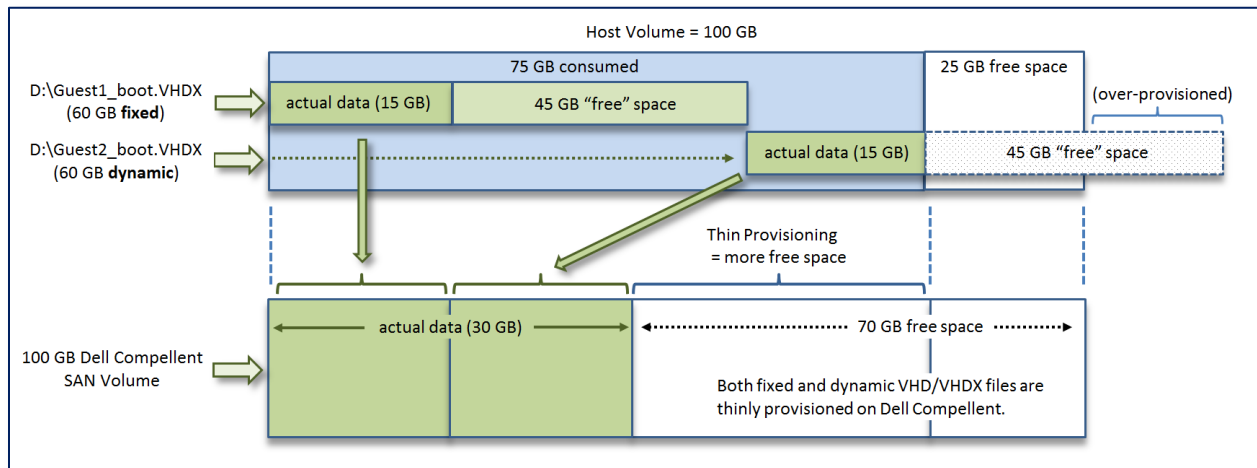 Host Volume = 100 GB
75 GB consumed
25 GB free space
D:\Guest1_boot.VHDX
(60 GB fixed)
actual data (15 GB)
45 GB “free” space
(over-provisioned)
D:\Guest2_boot.VHDX
(60 GB dynamic)
actual data (15 GB)
45 GB “free” space
Thin Provisioning
= more free space
actual data (30 GB)
70 GB free space
100 GB Dell Compellent
SAN Volume
Both fixed and dynamic VHD/VHDX files are
thinly provisioned on Dell Compellent.